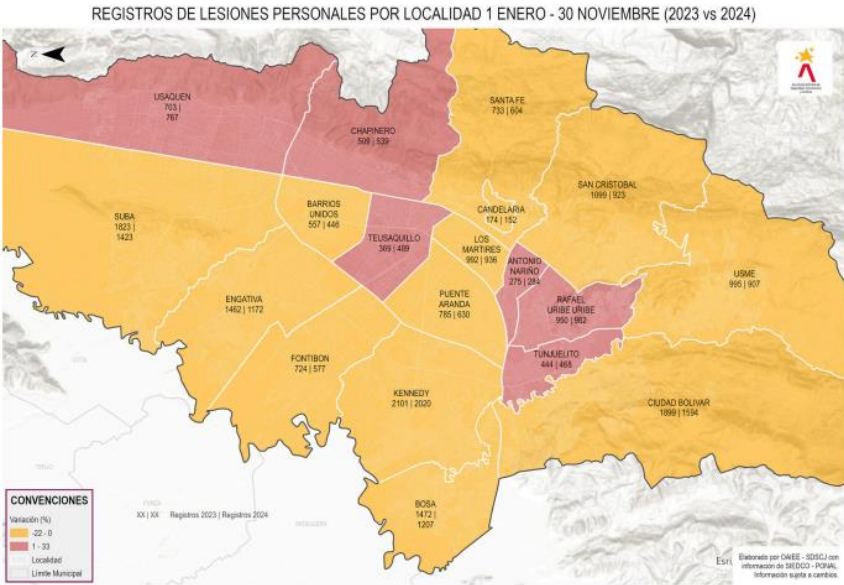 REGISTROS DE LESIONES PERSONALES POR LOCALIDAD 1 ENERO - 30 NOVIEMBRE (2023 vs 2024)
N
USAQUEN
703 |
767
CHAPINERO
509 | 539
SANTA FE
733 | 604
SAN CRISTOBAL
1099 | 923
CANDELARIA
174 | 152
BARRIOS
UNIDOS
557 | 446
SUBA
1823 |
1423
TEUSAQUILLO
369 | 489
LOS
MARTIRES
992 | 936
ANTONIO
NARIÑO
275 | 284
USME
995 | 907
ENGATIVA
1462 | 1172
PUENTE
ARANDA
785 | 630
RAFAEL
URIBE URIBE
950 | 962
FONTIBON
724 | 577
TUNJUELITO
444 | 468
KENNEDY
2101 | 2020
CIUDAD BOLIVAR
1899 | 1594
BOSA
1472 |
1207
CONVENCIONES
Variación (%)
-22 - 0
1 - 33
Localidad
Límite Municipal
XX | XX Registros 2023 | Registros 2024
Esri
Elaborado por OAIEE - SDSCJ con
información de SIEDCO - PONAL.
Información sujeta a cambios.